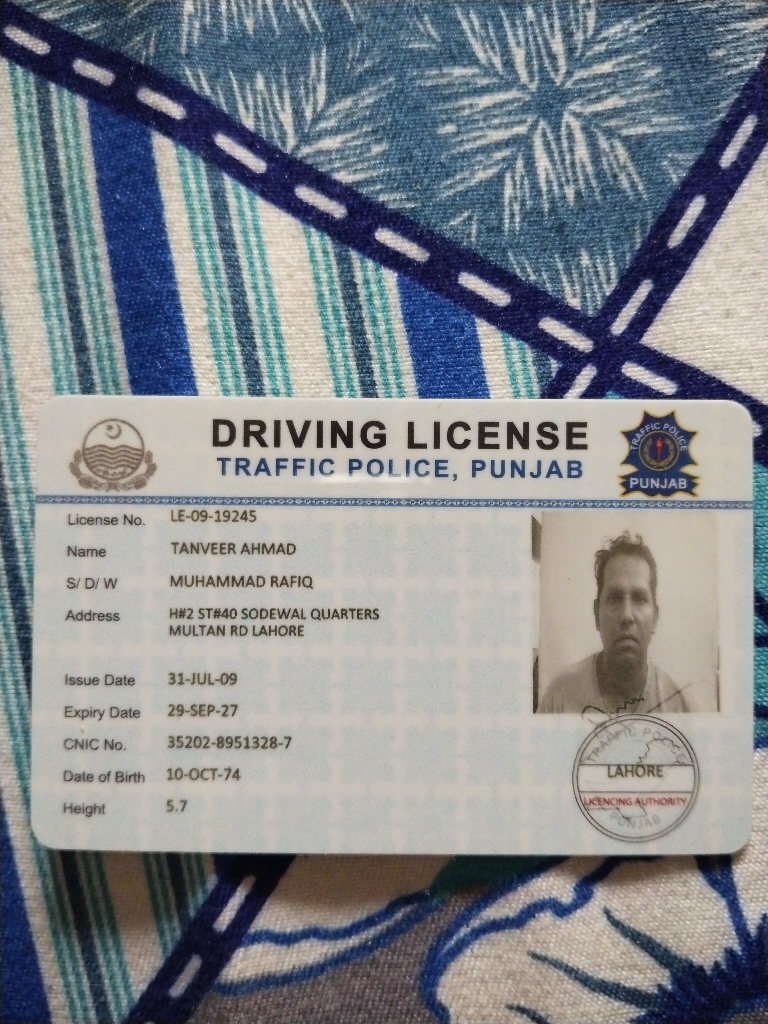 DRIVING LICENSE
TRAFFIC POLICE, PUNJAB
TRAFFIC POLICE
PUNJAB
License No. LE-09-19245
Name TANVEER AHMAD
S/ D/ W MUHAMMAD RAFIQ
Address H#2 ST#40 SODEWAL QUARTERS
MULTAN RD LAHORE
Issue Date 31-JUL-09
Expiry Date 29-SEP-27
CNIC No. 35202-8951328-7
Date of Birth 10-OCT-74
Height 5.7
TRAFFIC POLICE
LAHORE
LICENCING AUTHORITY
PUNJAB